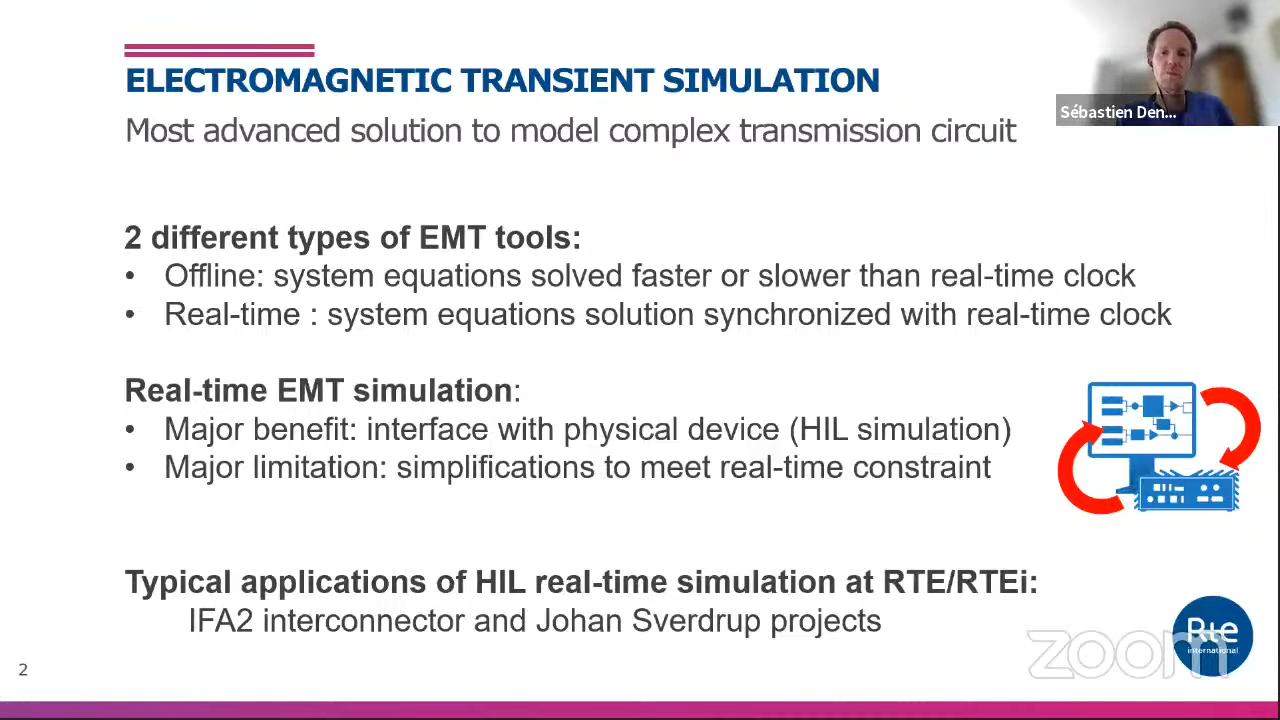 ELECTROMAGNETIC TRANSIENT SIMULATION
Most advanced solution to model complex transmission circuit
Sébastien Den...
2 different types of EMT tools:
• Offline: system equations solved faster or slower than real-time clock
• Real-time : system equations solution synchronized with real-time clock
Real-time EMT simulation:
• Major benefit: interface with physical device (HIL simulation)
• Major limitation: simplifications to meet real-time constraint
Typical applications of HIL real-time simulation at RTE/RTEi:
IFA2 interconnector and Johan Sverdrup projects
Rte
international
zoom
2